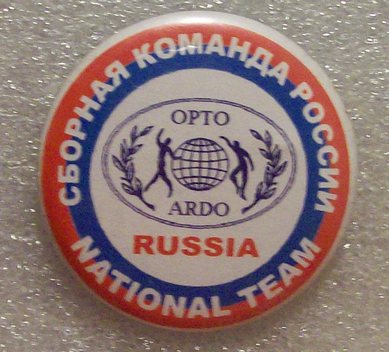 СБОРНАЯ КОМАНДА РОССИИ
ОРТО
ARDO
RUSSIA
NATIONAL TEAM